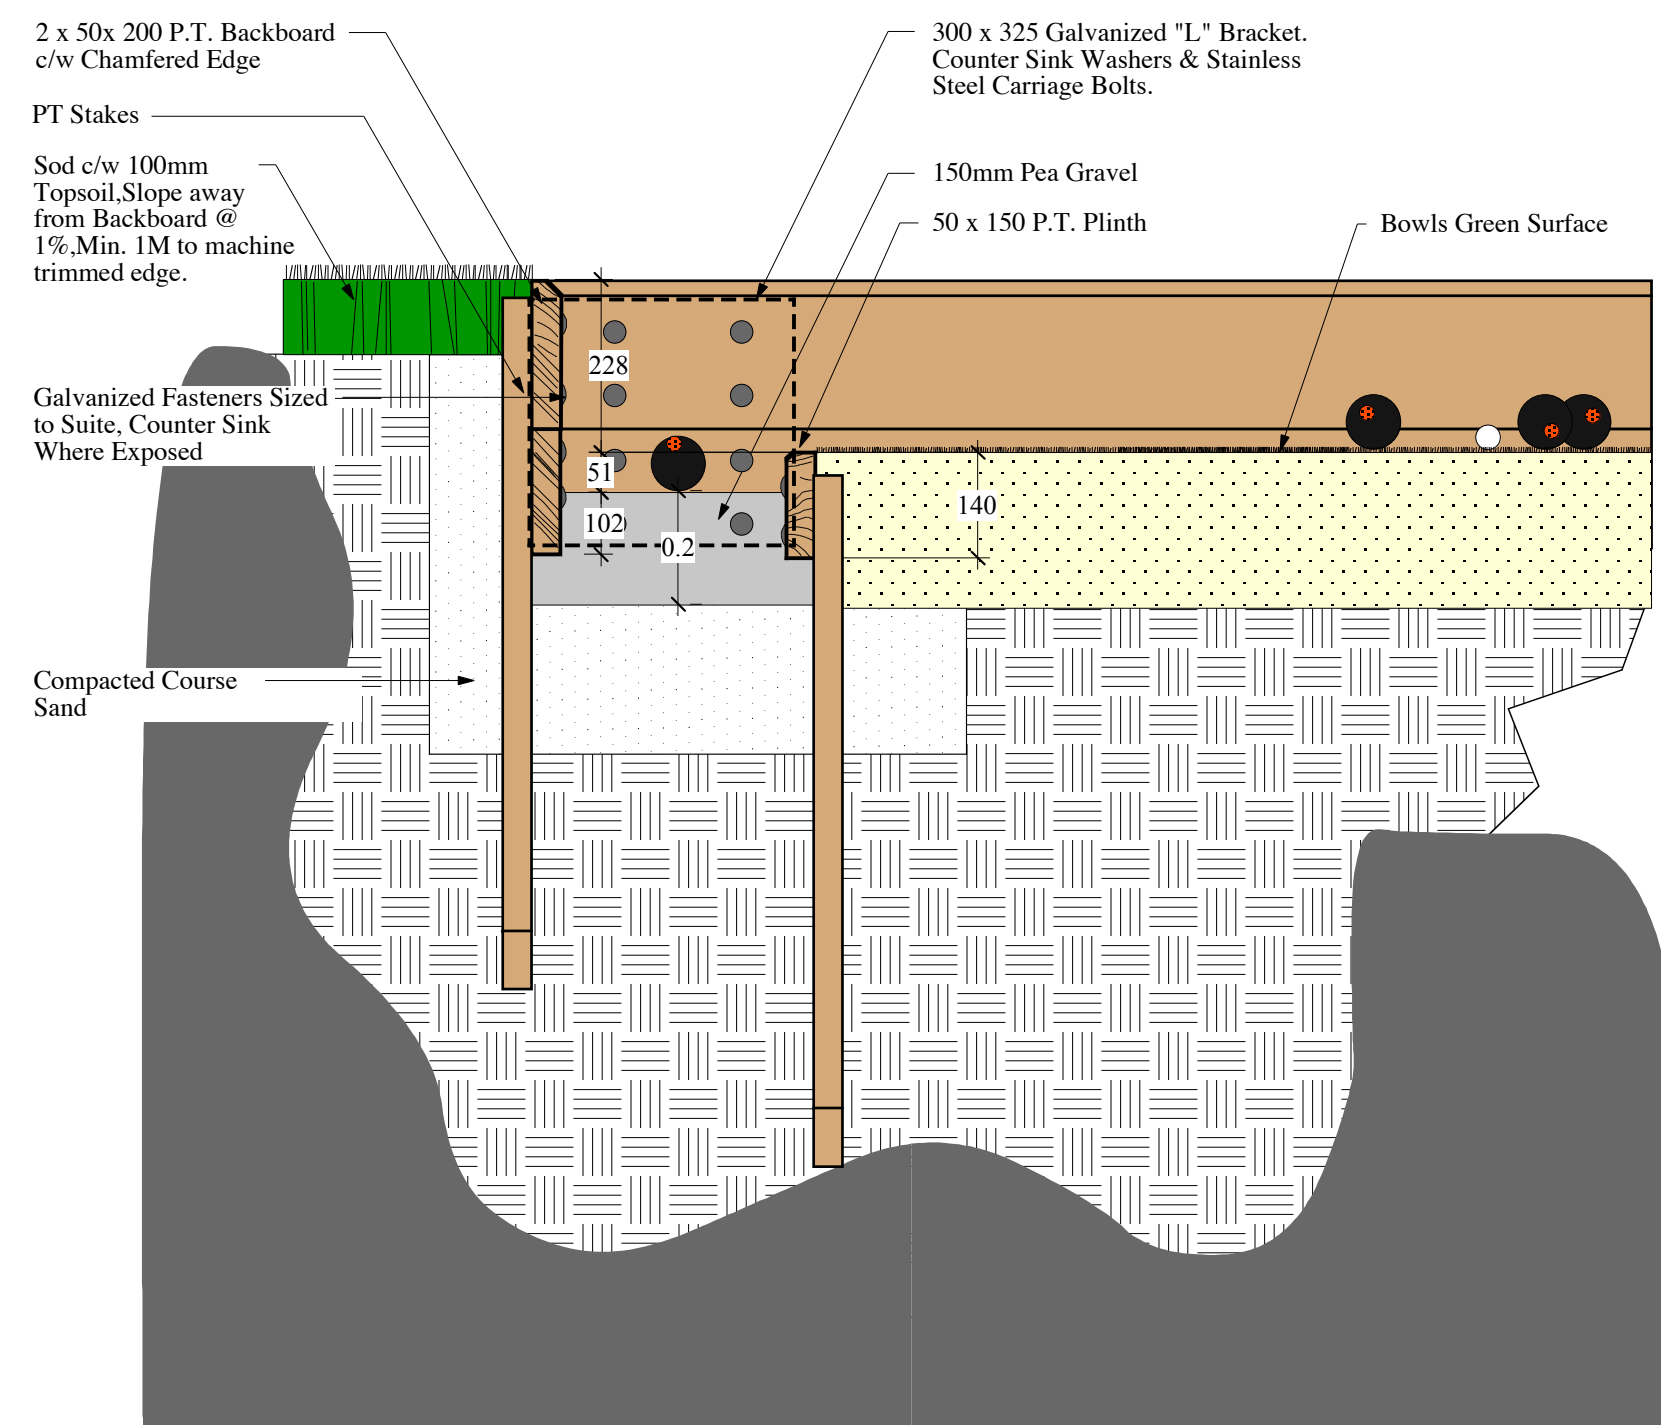 2 x 50x 200 P.T. Backboard
c/w Chamfered Edge
PT Stakes
Sod c/w 100mm
Topsoil,Slope away
from Backboard @
1%,Min. 1M to machine
trimmed edge.
Galvanized Fasteners Sized
to Suite, Counter Sink
Where Exposed
Compacted Course
Sand
300 x 325 Galvanized "L" Bracket.
Counter Sink Washers & Stainless
Steel Carriage Bolts.
150mm Pea Gravel
50 x 150 P.T. Plinth
Bowls Green Surface
228
51
102
0.2
140